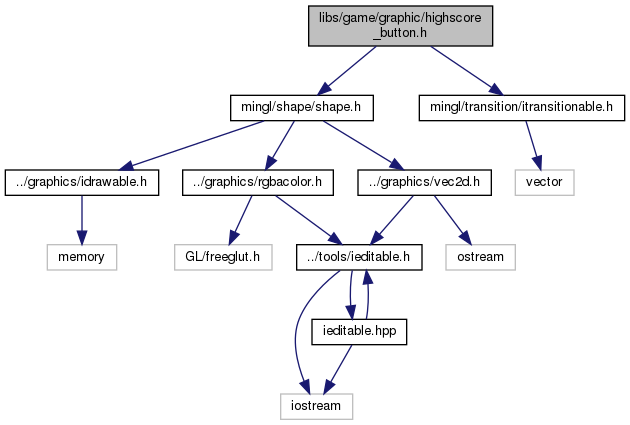 libs/game/graphic/highscore
_button.h
mingl/shape/shape.h
mingl/transition/itransitionable.h
../graphics/idrawable.h
../graphics/rgbacolor.h
../graphics/vec2d.h
vector
memory
GL/freeglut.h
../tools/ieditable.h
ostream
ieditable.hpp
iostream